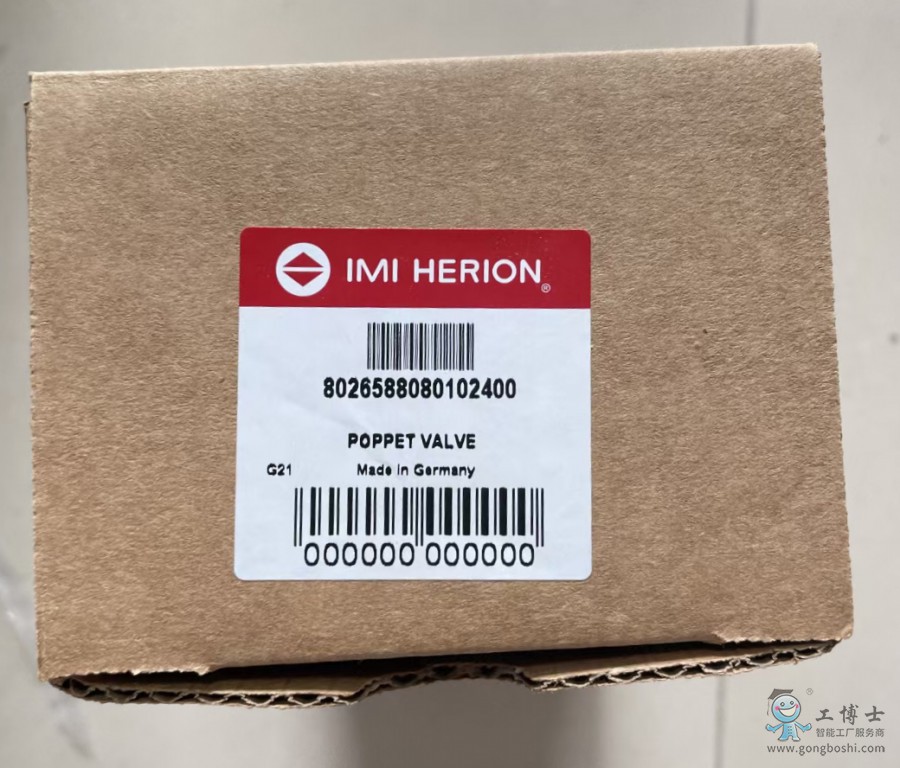 IMI HERION®
8026588080102400
POPPET VALVE
G21 Made in Germany
000000 000000
®
工博士
智能工厂服务商
www.gongboshi.com